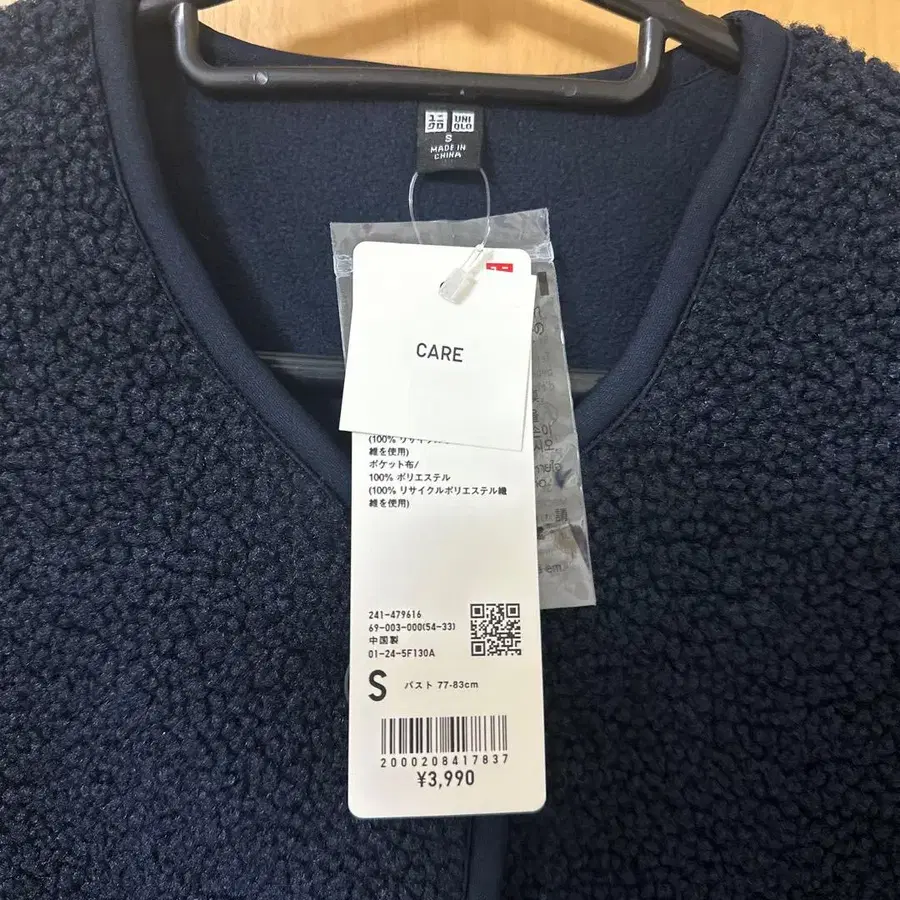 ユニ UNI
クロ QLO
S
MADE IN
CHINA
CARE
(100% リサイクル
維を使用)
ポケット布/
100% ポリエステル
(100% リサイクルポリエステル繊
維を使用)
241-479616
69-003-000(54-33)
中国製
01-24-5F130A
S バスト 77-83cm
2000208417837
¥3,990